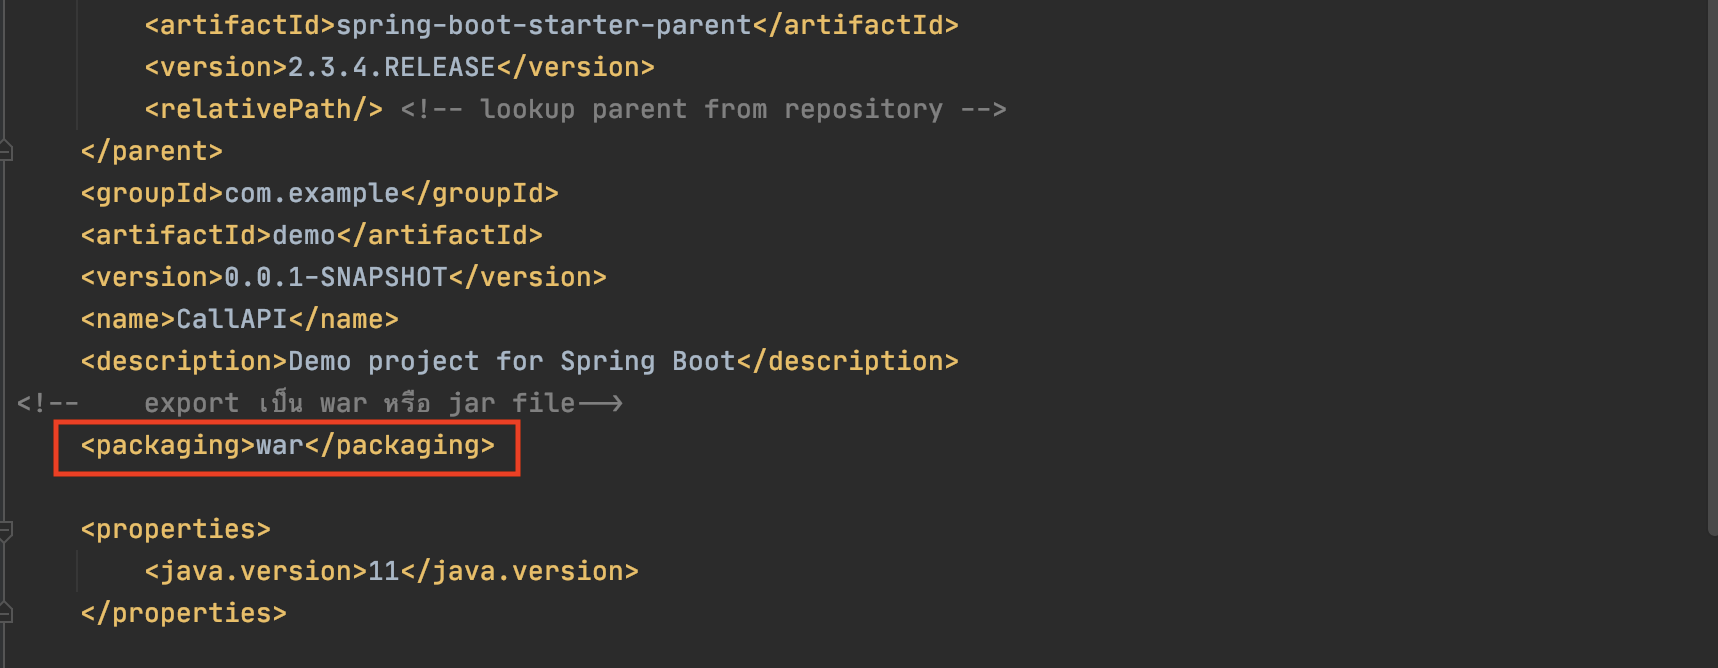 <artifactId>spring-boot-starter-parent</artifactId>
<version>2.3.4.RELEASE</version>
<relativePath/> <!-- lookup parent from repository -->
</parent>
<groupId>com.example</groupId>
<artifactId>demo</artifactId>
<version>0.0.1-SNAPSHOT</version>
<name>CallAPI</name>
<description>Demo project for Spring Boot</description>
<!-- export เป็น war หรือ jar file-->
<packaging>war</packaging>
<properties>
<java.version>11</java.version>
</properties>